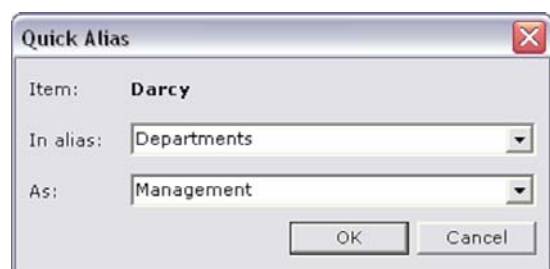 Quick Alias
Item: Darcy
In alias: Departments
As: Management
OK Cancel